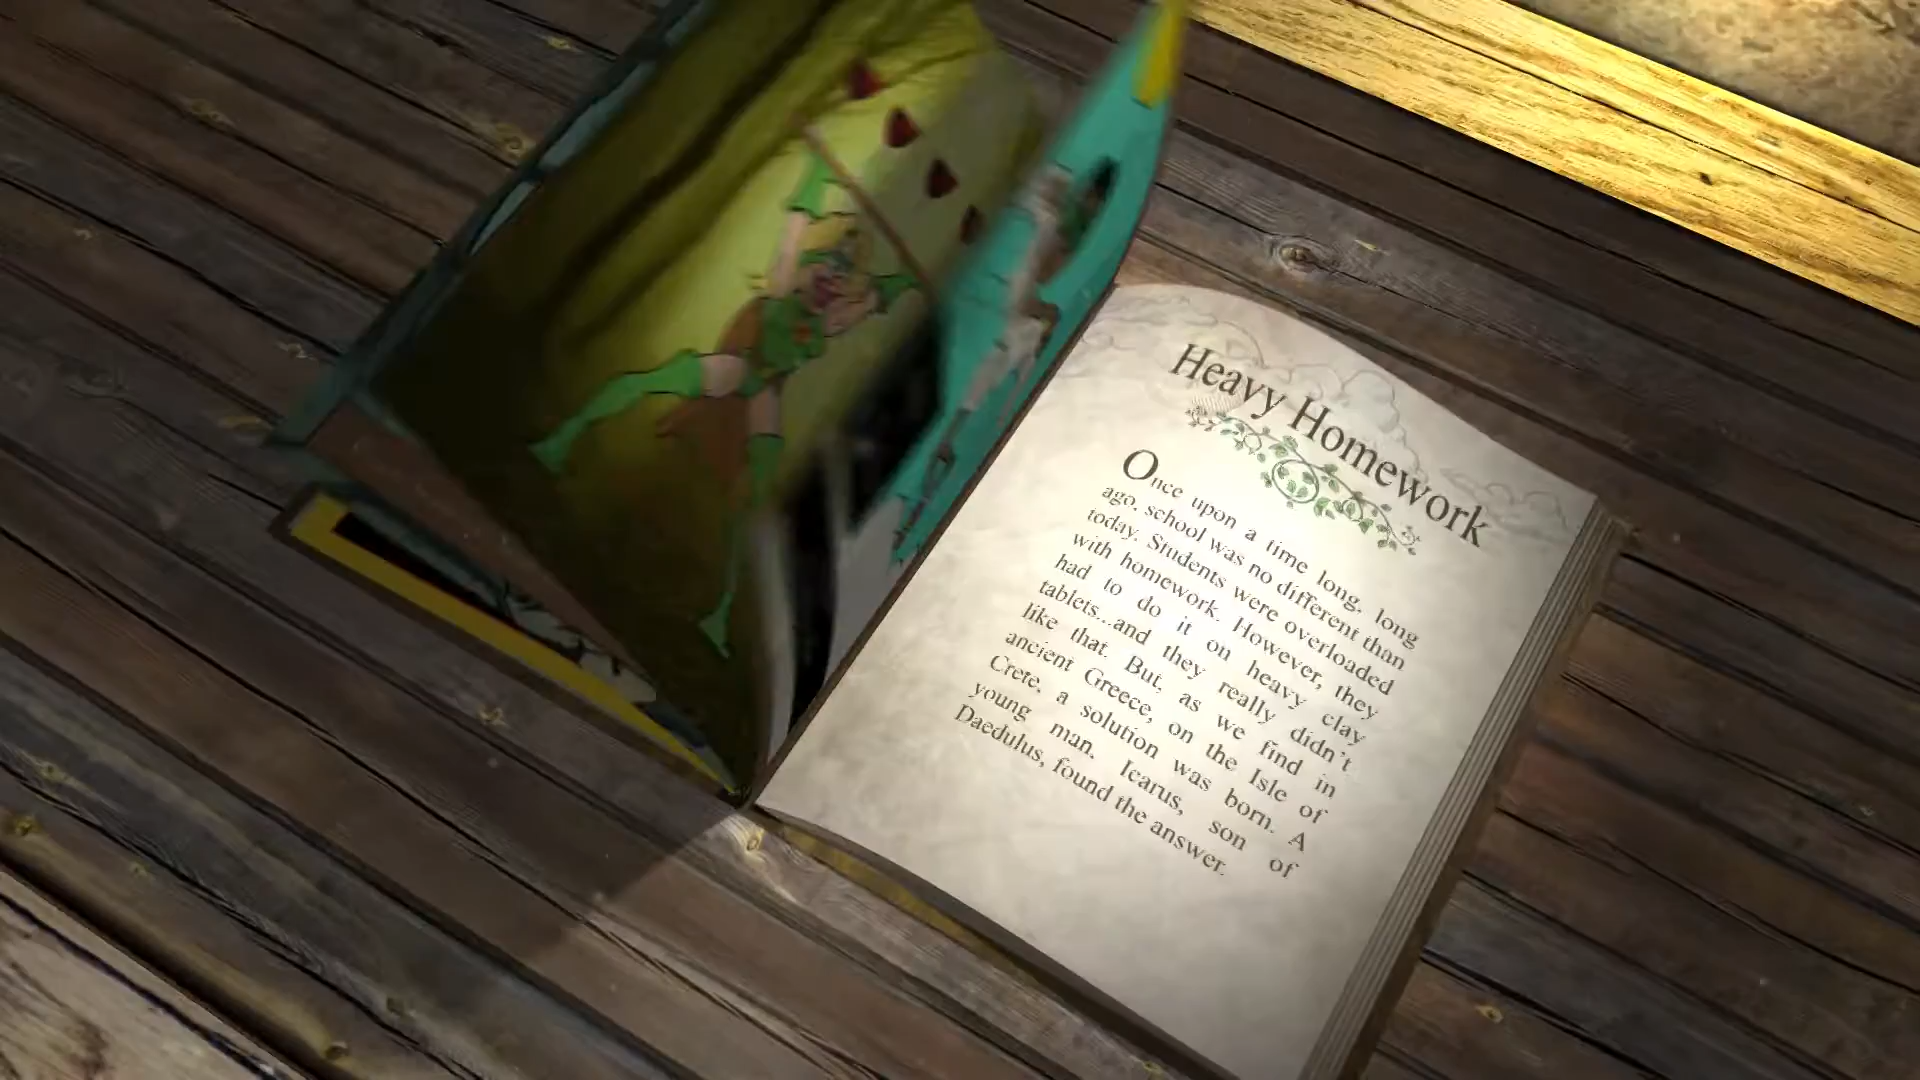 Heavy Homework
Once upon a time long, long
ago, school was no different than
today. Students were overloaded
with homework. However, they
had to do it on heavy clay
tablets...and they really didn't
like that. But, as we find in
ancient Greece, on the Isle of
Crete, a solution was born. A
young man, Icarus, son of
Daedulus, found the answer.